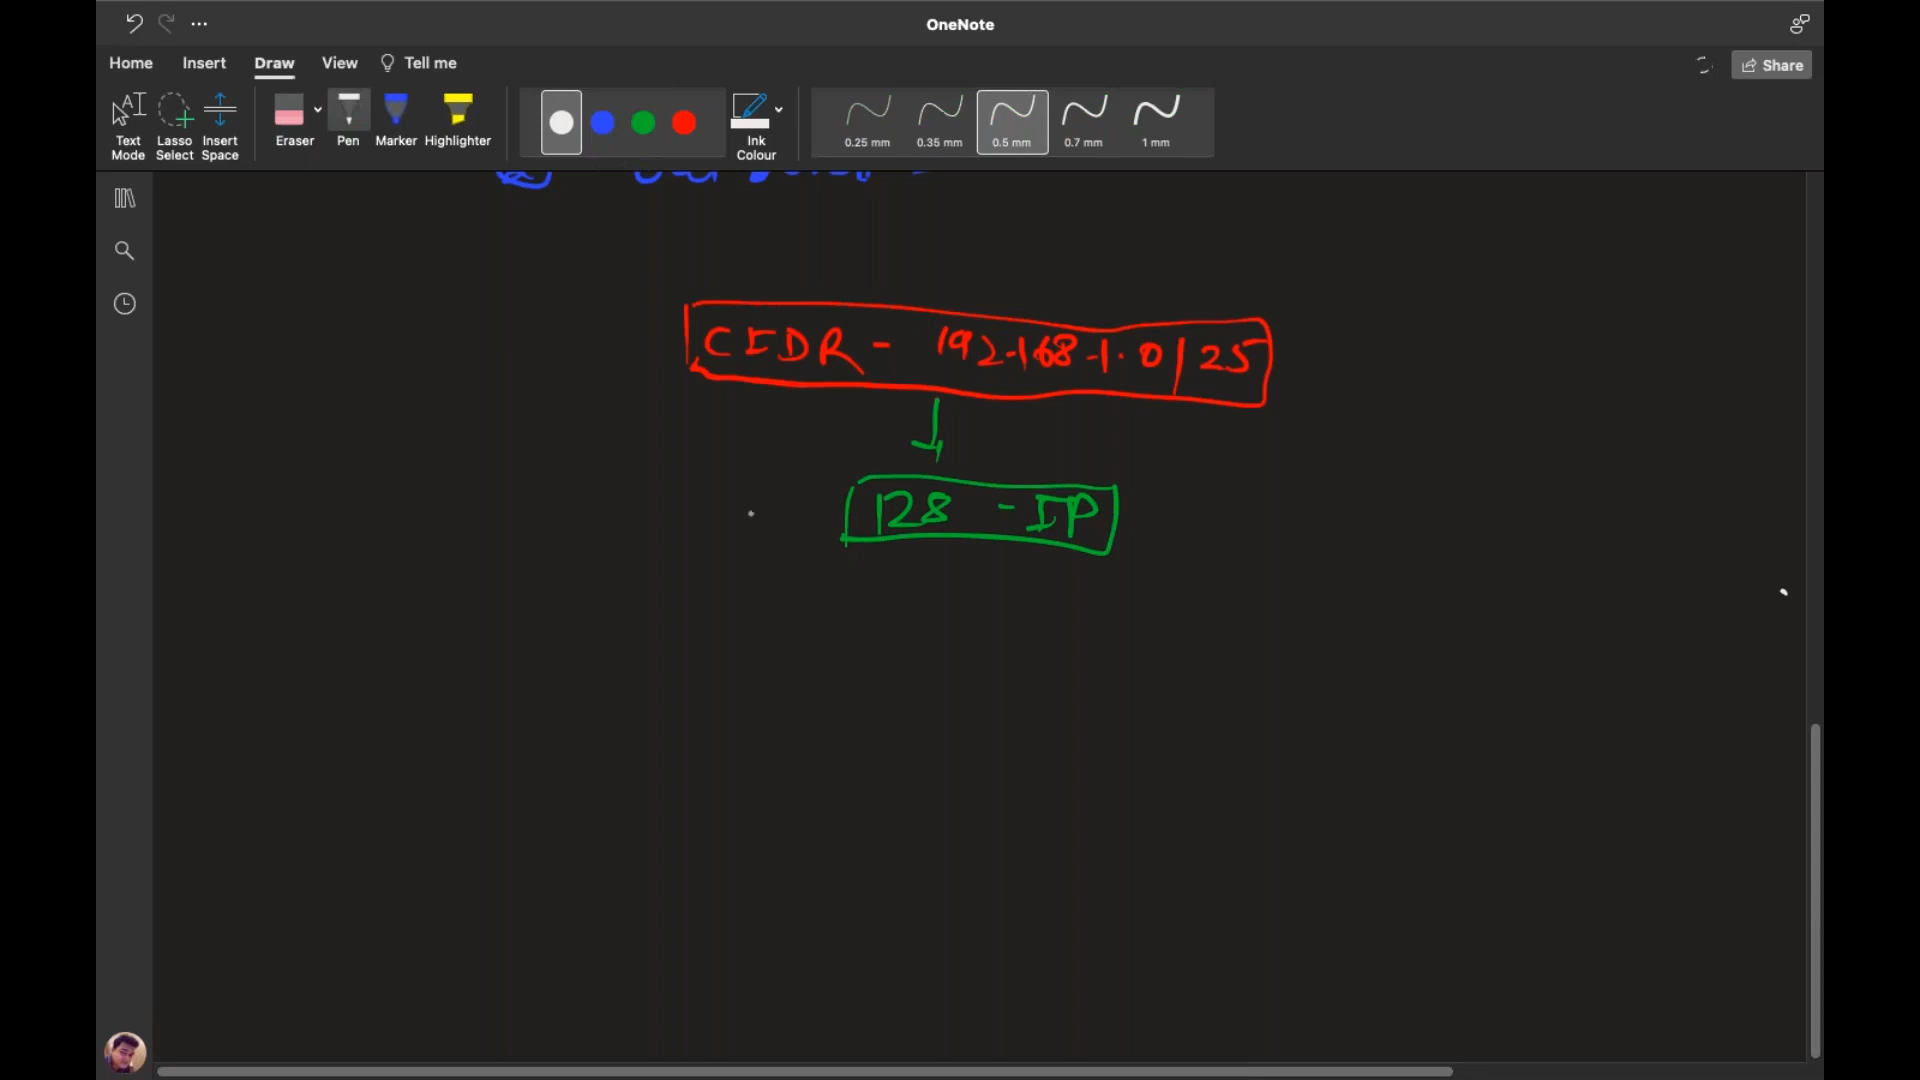 OneNote
Home Insert Draw View Tell me
Share
Text Mode
Lasso Select
Insert Space
Eraser
Pen
Marker
Highlighter
Ink Colour
0.25 mm
0.35 mm
0.5 mm
0.7 mm
1 mm
CIDR - 192.168.1.0/25
128 - IP